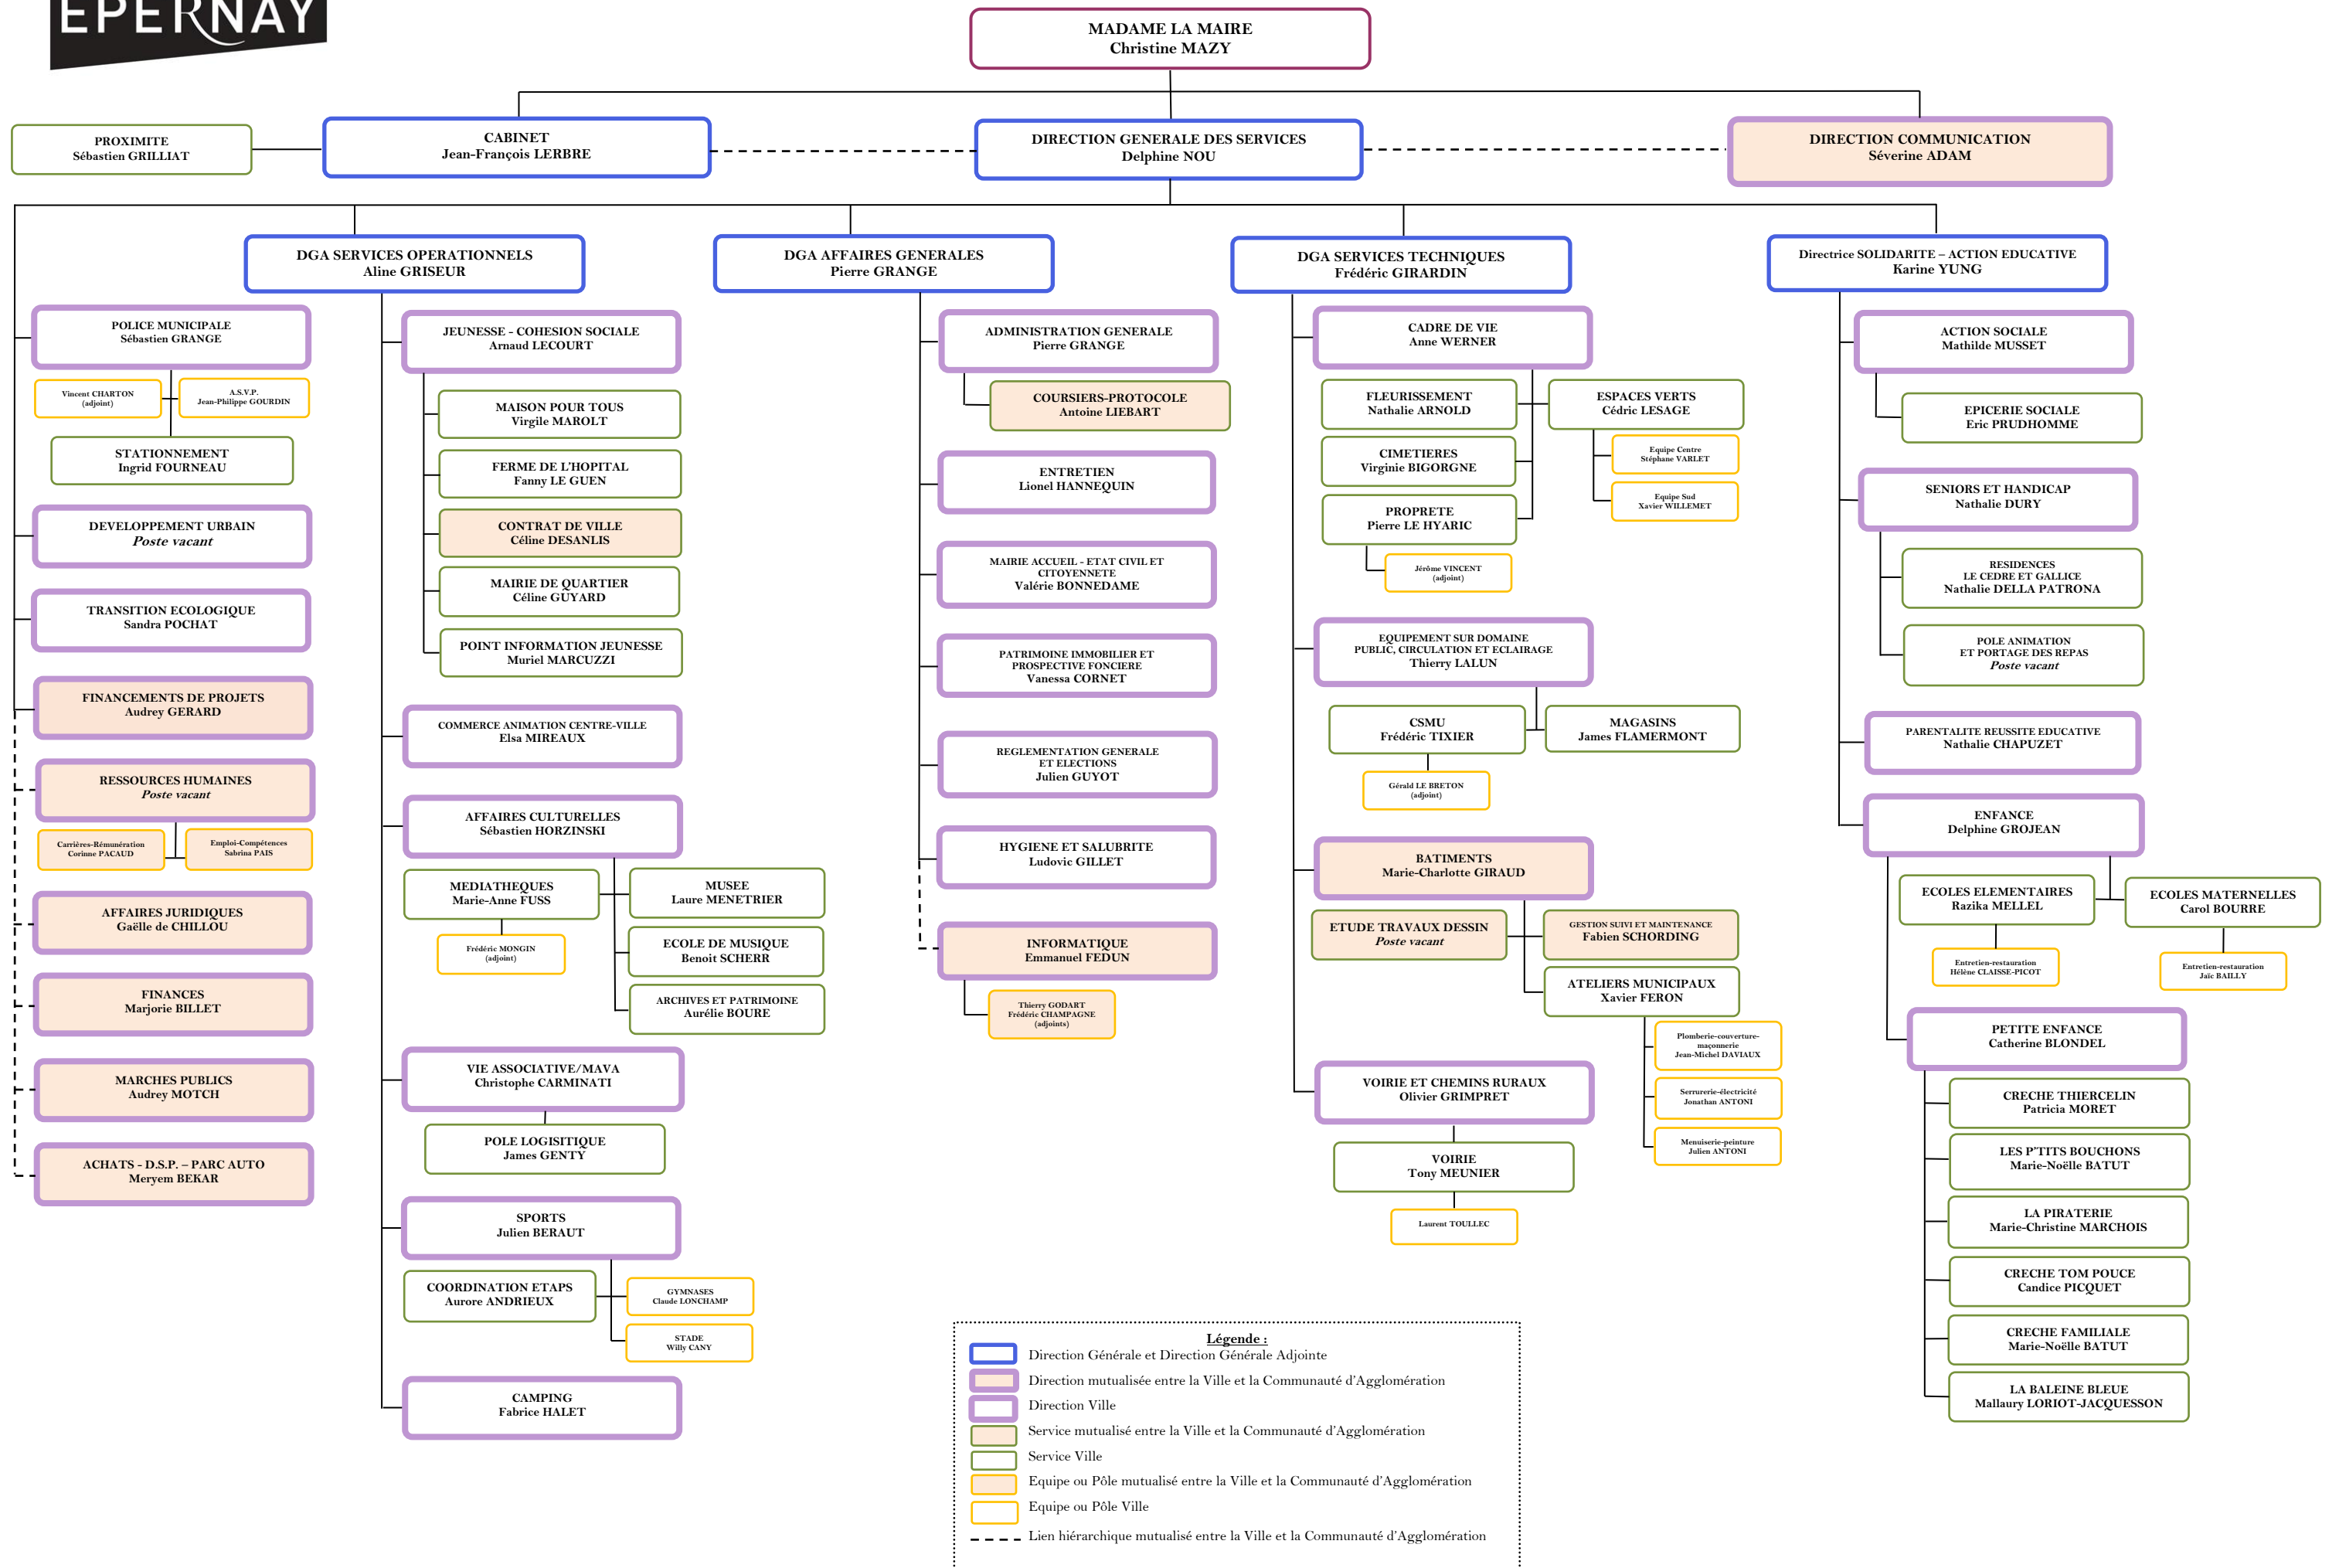 EPERNAY
MADAME LA MAIRE
Christine MAZY
PROXIMITE
Sébastien GRILLIAT
CABINET
Jean-François LERBRE
DIRECTION GENERALE DES SERVICES
Delphine NOU
DIRECTION COMMUNICATION
Séverine ADAM
DGA SERVICES OPERATIONNELS
Aline GRISEUR
DGA AFFAIRES GENERALES
Pierre GRANGE
DGA SERVICES TECHNIQUES
Frédéric GIRARDIN
Directrice SOLIDARITE – ACTION EDUCATIVE
Karine YUNG
POLICE MUNICIPALE
Sébastien GRANGE
Vincent CHARTON
(adjoint)
A.S.V.P.
Jean-Philippe GOURDIN
STATIONNEMENT
Ingrid FOURNEAU
DEVELOPPEMENT URBAIN
Poste vacant
TRANSITION ECOLOGIQUE
Sandra POCHAT
FINANCEMENTS DE PROJETS
Audrey GERARD
RESSOURCES HUMAINES
Poste vacant
Carrières-Rémunération
Corinne PACAUD
Emploi-Compétences
Sabrina PAIS
AFFAIRES JURIDIQUES
Gaëlle de CHILLOU
FINANCES
Marjorie BILLET
MARCHES PUBLICS
Audrey MOTCH
ACHATS - D.S.P. – PARC AUTO
Meryem BEKAR
JEUNESSE - COHESION SOCIALE
Arnaud LECOURT
MAISON POUR TOUS
Virgile MAROLT
FERME DE L'HOPITAL
Fanny LE GUEN
CONTRAT DE VILLE
Céline DESANLIS
MAIRIE DE QUARTIER
Céline GUYARD
POINT INFORMATION JEUNESSE
Muriel MARCUZZI
COMMERCE ANIMATION CENTRE-VILLE
Elsa MIREAUX
AFFAIRES CULTURELLES
Sébastien HORZINSKI
MEDIATHEQUES
Marie-Anne FUSS
Frédéric MONGIN
(adjoint)
MUSEE
Laure MENETRIER
ECOLE DE MUSIQUE
Benoit SCHERR
ARCHIVES ET PATRIMOINE
Aurélie BOURE
VIE ASSOCIATIVE/MAVA
Christophe CARMINATI
POLE LOGISITIQUE
James GENTY
SPORTS
Julien BERAUT
COORDINATION ETAPS
Aurore ANDRIEUX
GYMNASES
Claude LONCHAMP
STADE
Willy CANY
CAMPING
Fabrice HALET
ADMINISTRATION GENERALE
Pierre GRANGE
COURSIERS-PROTOCOLE
Antoine LIEBART
ENTRETIEN
Lionel HANNEQUIN
MAIRIE ACCUEIL - ETAT CIVIL ET
CITOYENNETE
Valérie BONNEDAME
PATRIMOINE IMMOBILIER ET
PROSPECTIVE FONCIERE
Vanessa CORNET
REGLEMENTATION GENERALE
ET ELECTIONS
Julien GUYOT
HYGIENE ET SALUBRITE
Ludovic GILLET
INFORMATIQUE
Emmanuel FEDUN
Thierry GODART
Frédéric CHAMPAGNE
(adjoints)
CADRE DE VIE
Anne WERNER
FLEURISSEMENT
Nathalie ARNOLD
ESPACES VERTS
Cédric LESAGE
CIMETIERES
Virginie BIGORGNE
Equipe Centre
Stéphane VARLET
Equipe Sud
Xavier WILLEMET
PROPRETE
Pierre LE HYARIC
Jérôme VINCENT
(adjoint)
EQUIPEMENT SUR DOMAINE
PUBLIC, CIRCULATION ET ECLAIRAGE
Thierry LALUN
CSMU
Frédéric TIXIER
MAGASINS
James FLAMERMONT
Gérald LE BRETON
(adjoint)
BATIMENTS
Marie-Charlotte GIRAUD
ETUDE TRAVAUX DESSIN
Poste vacant
GESTION SUIVI ET MAINTENANCE
Fabien SCHORDING
ATELIERS MUNICIPAUX
Xavier FERON
Plomberie-couverture-
maçonnerie
Jean-Michel DAVIAUX
Serrurerie-électricité
Jonathan ANTONI
Menuiserie-peinture
Julien ANTONI
VOIRIE ET CHEMINS RURAUX
Olivier GRIMPRET
VOIRIE
Tony MEUNIER
Laurent TOULLEC
ACTION SOCIALE
Mathilde MUSSET
EPICERIE SOCIALE
Eric PRUDHOMME
SENIORS ET HANDICAP
Nathalie DURY
RESIDENCES
LE CEDRE ET GALLICE
Nathalie DELLA PATRONA
POLE ANIMATION
ET PORTAGE DES REPAS
Poste vacant
PARENTALITE REUSSITE EDUCATIVE
Nathalie CHAPUZET
ENFANCE
Delphine GROJEAN
ECOLES ELEMENTAIRES
Razika MELLEL
ECOLES MATERNELLES
Carol BOURRE
Entretien-restauration
Hélène CLAISSE-PICOT
Entretien-restauration
Jaïc BAILLY
PETITE ENFANCE
Catherine BLONDEL
CRECHE THIERCELIN
Patricia MORET
LES P'TITS BOUCHONS
Marie-Noëlle BATUT
LA PIRATERIE
Marie-Christine MARCHOIS
CRECHE TOM POUCE
Candice PICQUET
CRECHE FAMILIALE
Marie-Noëlle BATUT
LA BALEINE BLEUE
Mallaury LORIOT-JACQUESSON
Légende :
Direction Générale et Direction Générale Adjointe
Direction mutualisée entre la Ville et la Communauté d'Agglomération
Direction Ville
Service mutualisé entre la Ville et la Communauté d'Agglomération
Service Ville
Equipe ou Pôle mutualisé entre la Ville et la Communauté d'Agglomération
Equipe ou Pôle Ville
Lien hiérarchique mutualisé entre la Ville et la Communauté d'Agglomération